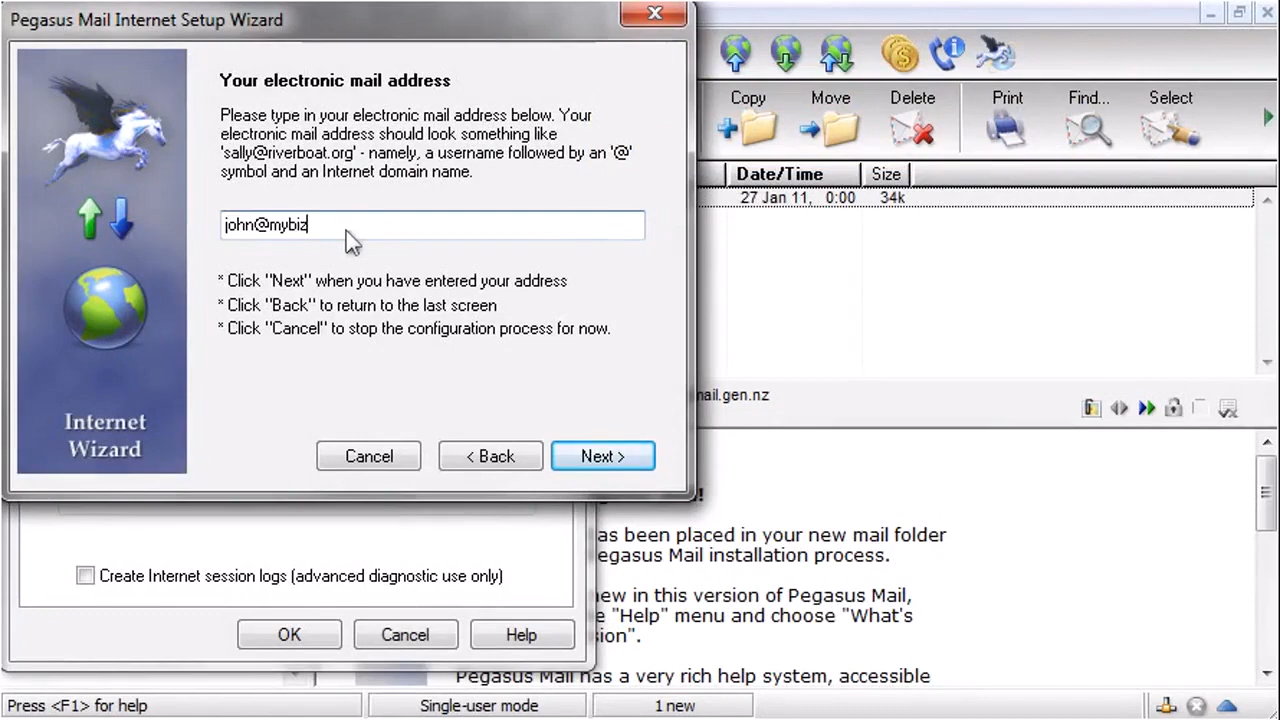 Pegasus Mail Internet Setup Wizard
Your electronic mail address
Please type in your electronic mail address below. Your
electronic mail address should look something like
'sally@riverboat.org' - namely, a username followed by an '@'
symbol and an Internet domain name.
john@mybiz
* Click "Next" when you have entered your address
* Click "Back" to return to the last screen
* Click "Cancel" to stop the configuration process for now.
Internet
Wizard
Cancel
< Back
Next >
Create Internet session logs (advanced diagnostic use only)
OK
Cancel
Help
Copy
Move
Delete
Print
Find...
Select
Date/Time
Size
27 Jan 11, 0:00
34k
mail.gen.nz
!
as been placed in your new mail folder
egasus Mail installation process.
new in this version of Pegasus Mail,
e "Help" menu and choose "What's
sion".
Pegasus Mail has a very rich help system, accessible
Press <F1> for help
Single-user mode
1 new